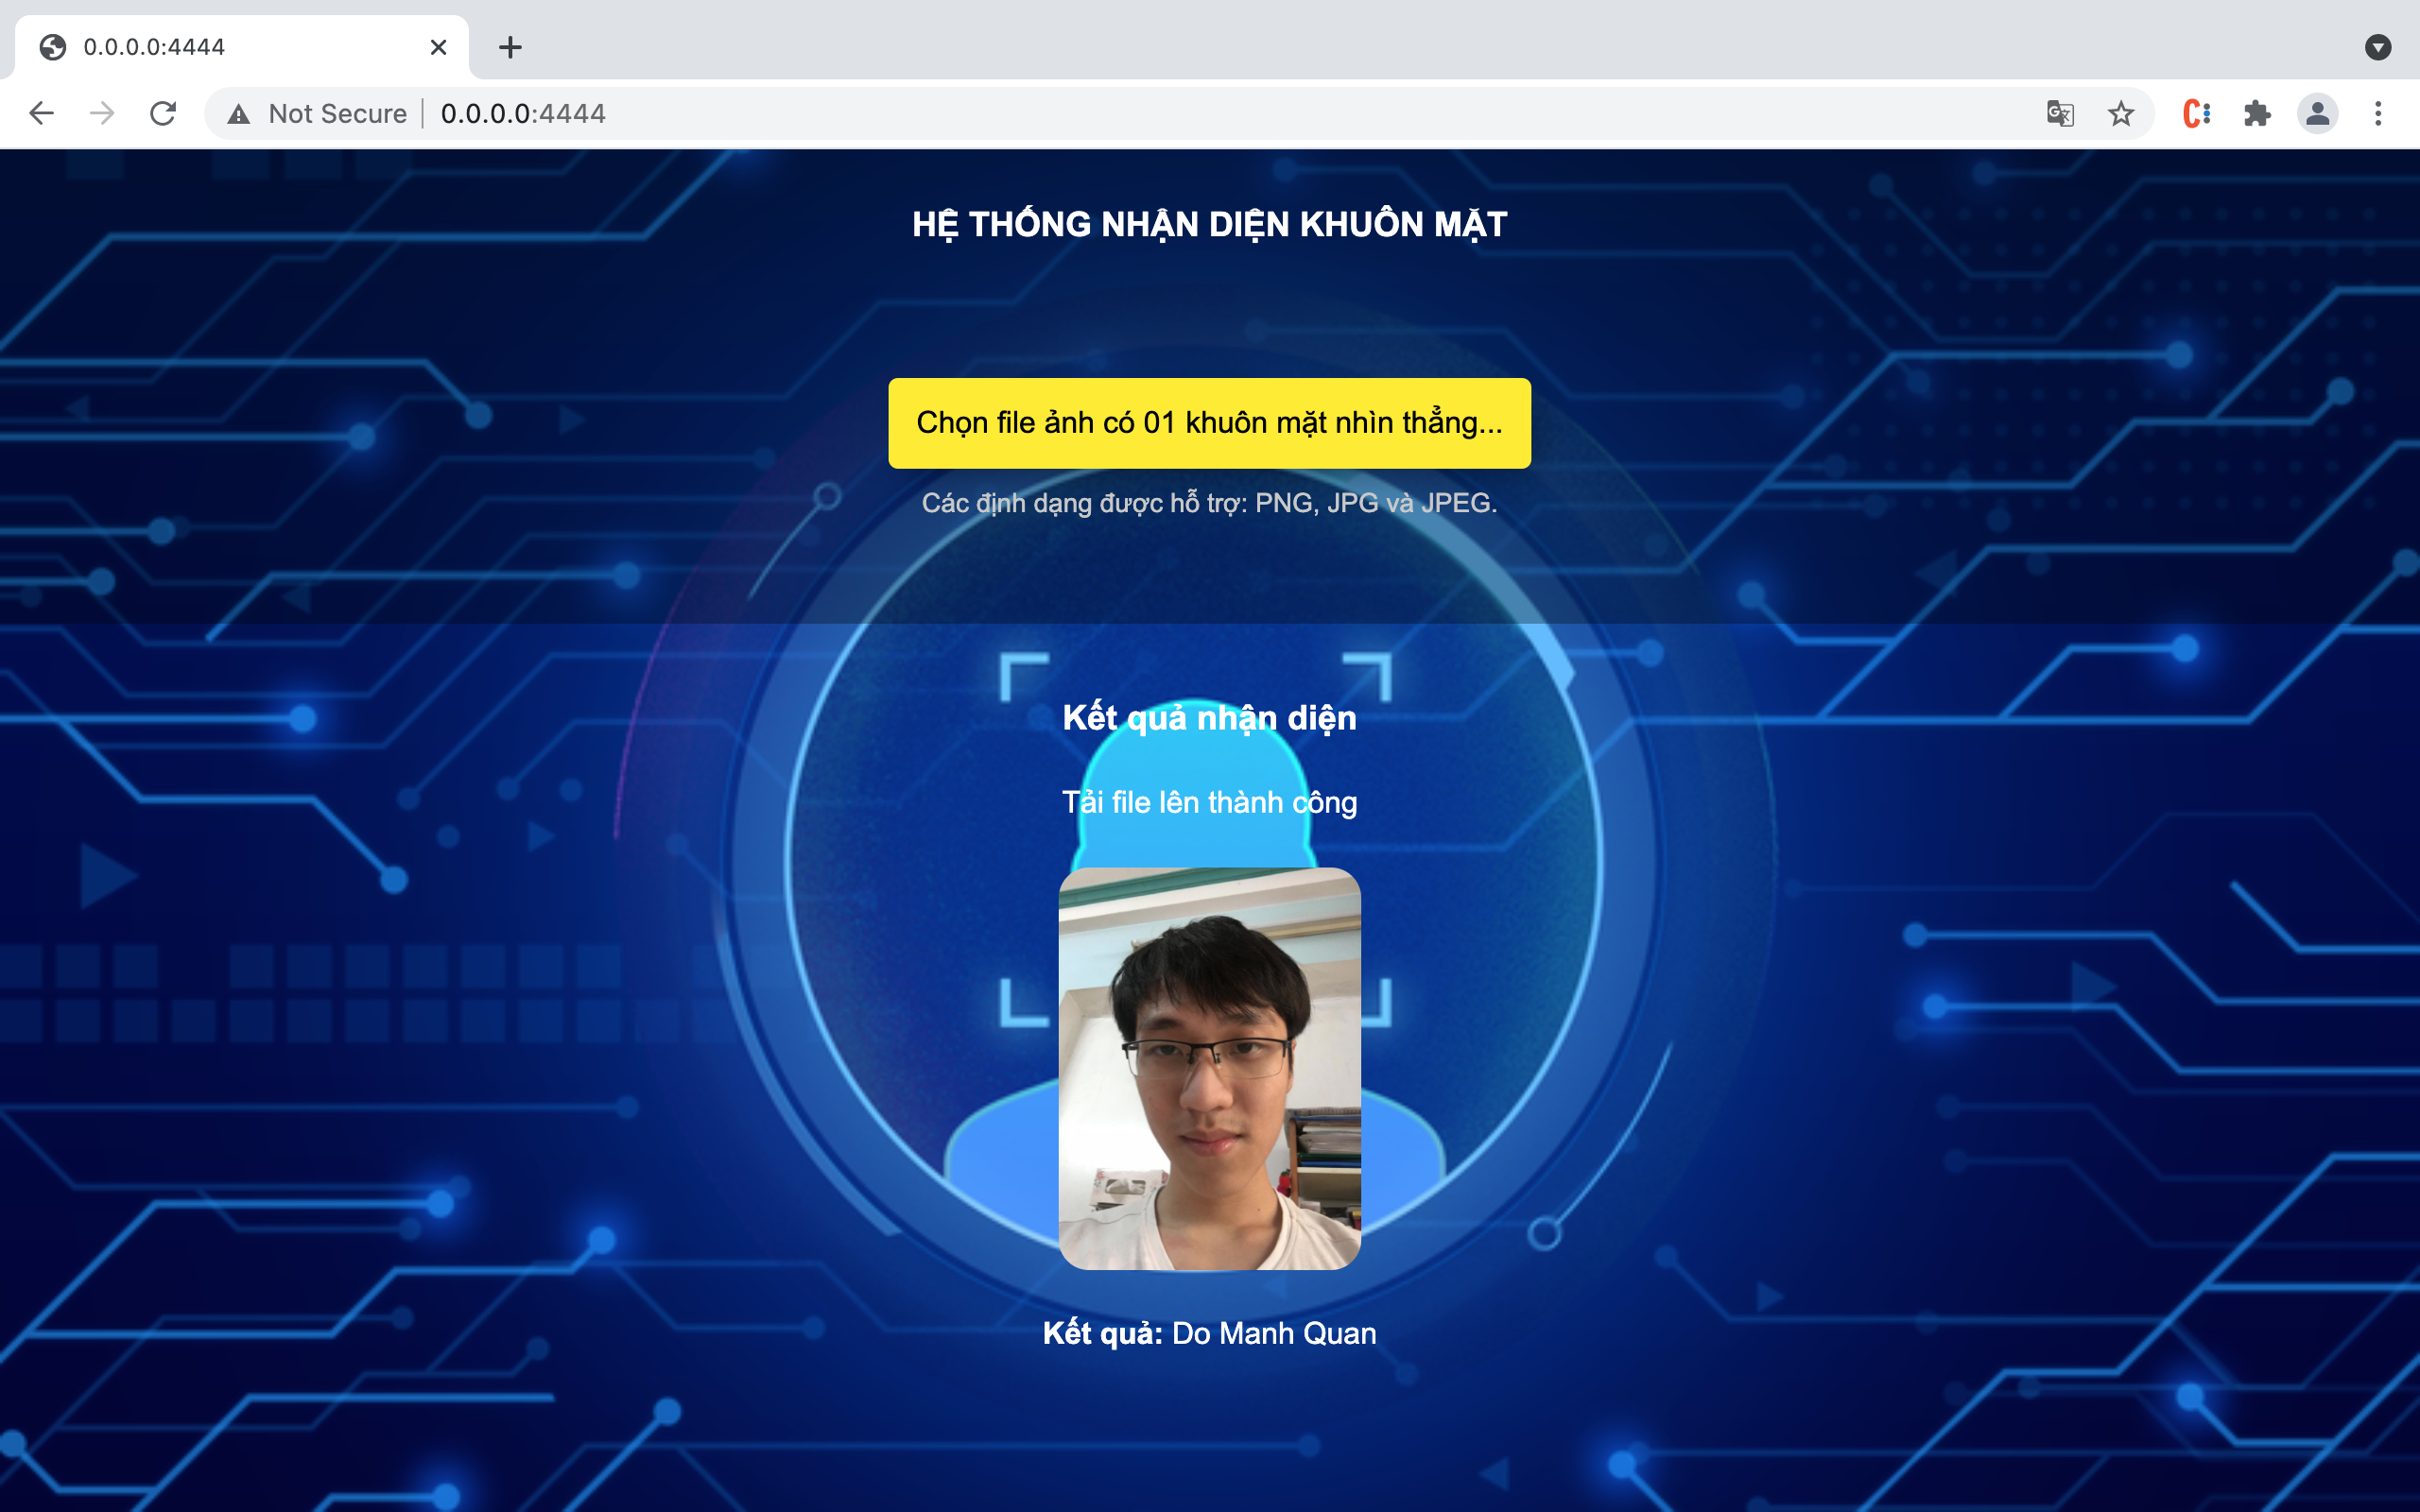 0.0.0.0:4444
Not Secure | 0.0.0.0:4444
HỆ THỐNG NHẬN DIỆN KHUÔN MẶT
Chọn file ảnh có 01 khuôn mặt nhìn thẳng...
Các định dạng được hỗ trợ: PNG, JPG và JPEG.
Kết quả nhận diện
Tải file lên thành công
Kết quả: Do Manh Quan